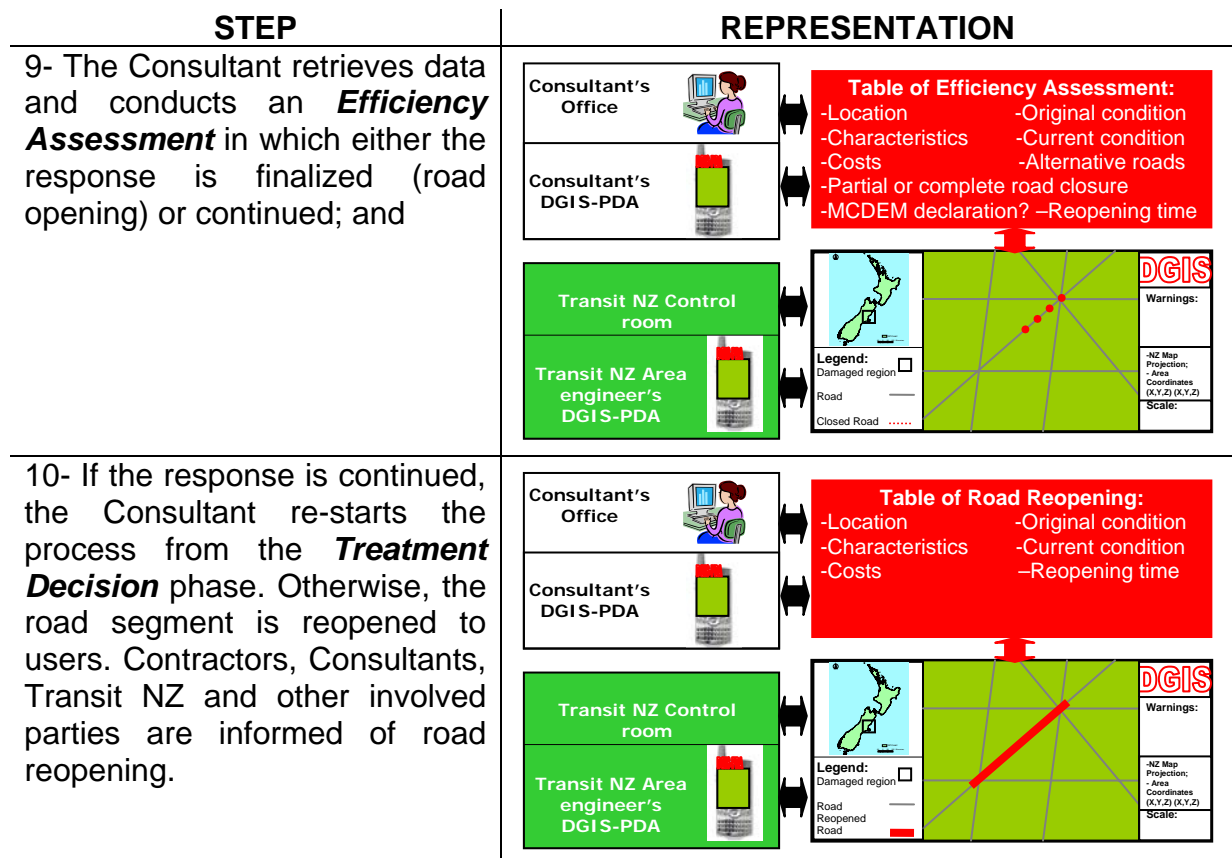 STEP
REPRESENTATION
9- The Consultant retrieves data
and conducts an Efficiency
Assessment in which either the
response is finalized (road
opening) or continued; and
Consultant's
Office
Consultant's
DGIS-PDA
Table of Efficiency Assessment:
-Location -Original condition
-Characteristics -Current condition
-Costs -Alternative roads
-Partial or complete road closure
-MCDEM declaration? –Reopening time
Transit NZ Control
room
Transit NZ Area
engineer's
DGIS-PDA
Legend:
Damaged region
Road
Closed Road
DGIS
Warnings:
-NZ Map
Projection;
- Area
Coordinates
(X,Y,Z) (X,Y,Z)
Scale:
10- If the response is continued,
the Consultant re-starts the
process from the Treatment
Decision phase. Otherwise, the
road segment is reopened to
users. Contractors, Consultants,
Transit NZ and other involved
parties are informed of road
reopening.
Consultant's
Office
Consultant's
DGIS-PDA
Table of Road Reopening:
-Location -Original condition
-Characteristics -Current condition
-Costs –Reopening time
Transit NZ Control
room
Transit NZ Area
engineer's
DGIS-PDA
Legend:
Damaged region
Road
Reopened
Road
DGIS
Warnings:
-NZ Map
Projection;
- Area
Coordinates
(X,Y,Z) (X,Y,Z)
Scale: